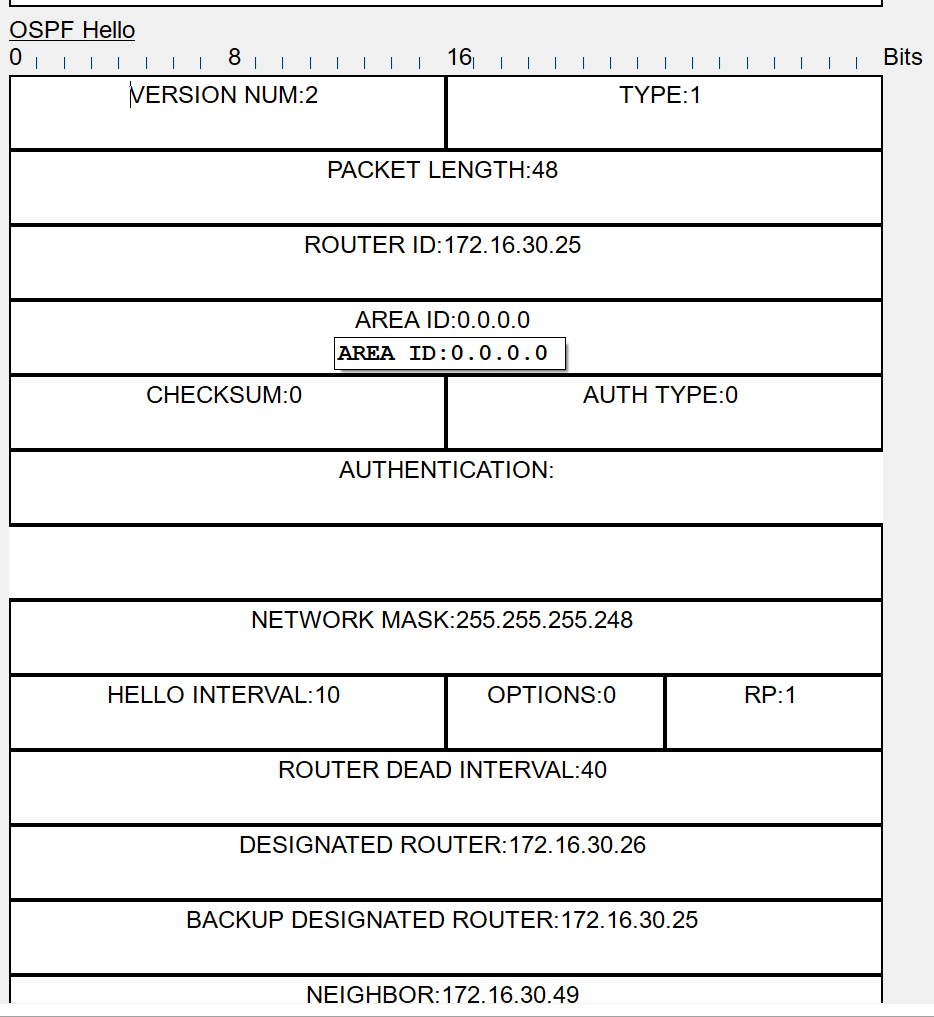 OSPF Hello
0 8 16 Bits
VERSION NUM:2 TYPE:1
PACKET LENGTH:48
ROUTER ID:172.16.30.25
AREA ID:0.0.0.0
AREA ID:0.0.0.0
CHECKSUM:0 AUTH TYPE:0
AUTHENTICATION:
NETWORK MASK:255.255.255.248
HELLO INTERVAL:10 OPTIONS:0 RP:1
ROUTER DEAD INTERVAL:40
DESIGNATED ROUTER:172.16.30.26
BACKUP DESIGNATED ROUTER:172.16.30.25
NEIGHBOR:172.16.30.49